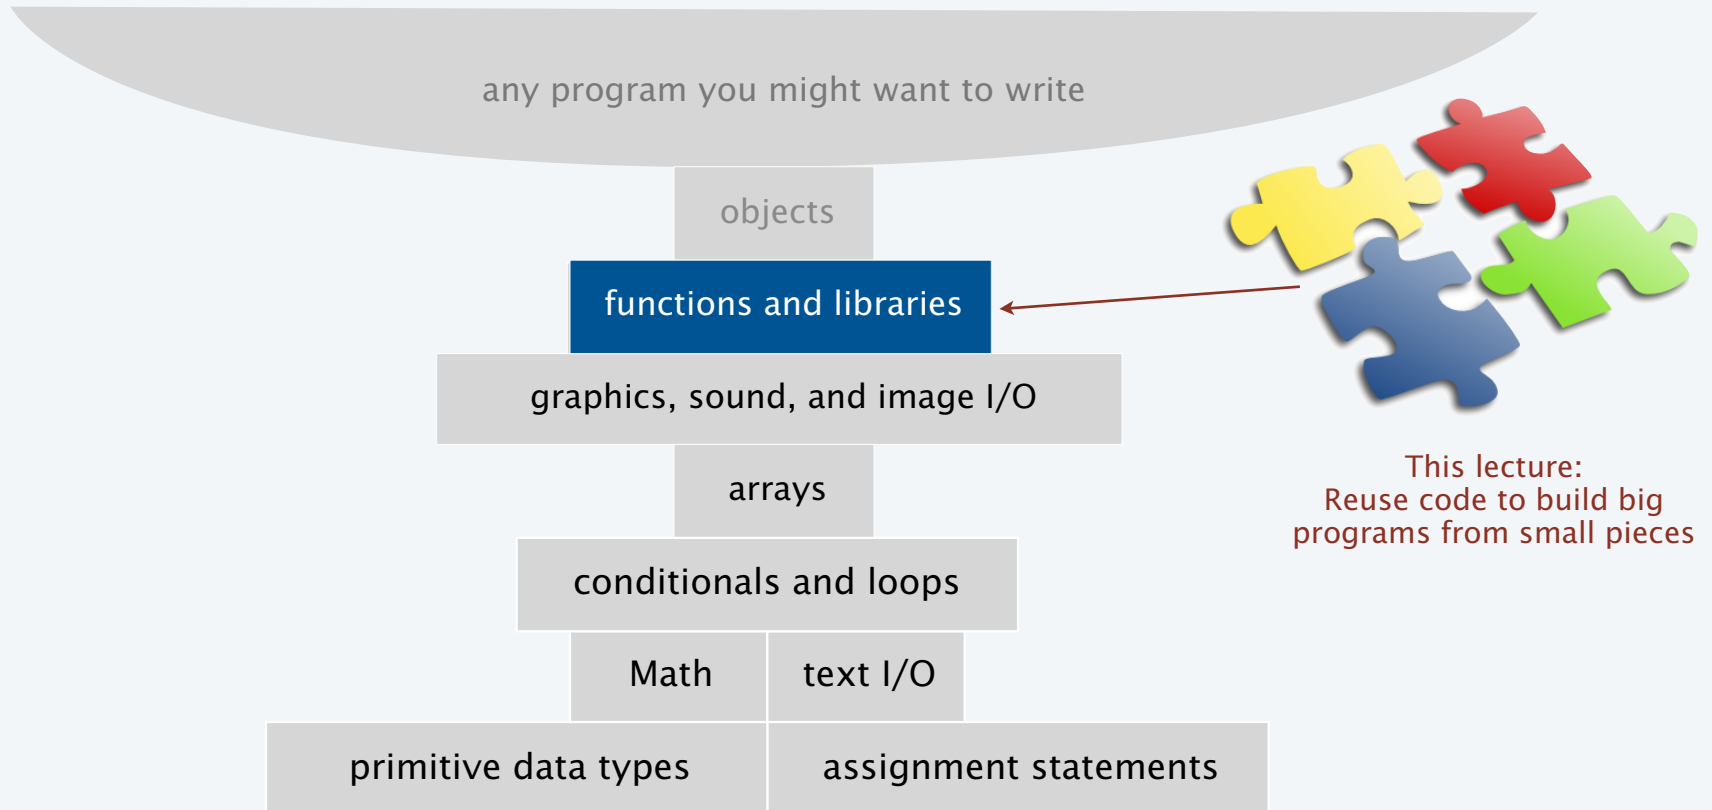 any program you might want to write
objects
functions and libraries
graphics, sound, and image I/O
arrays
conditionals and loops
Math
text I/O
primitive data types
assignment statements
This lecture:
Reuse code to build big
programs from small pieces